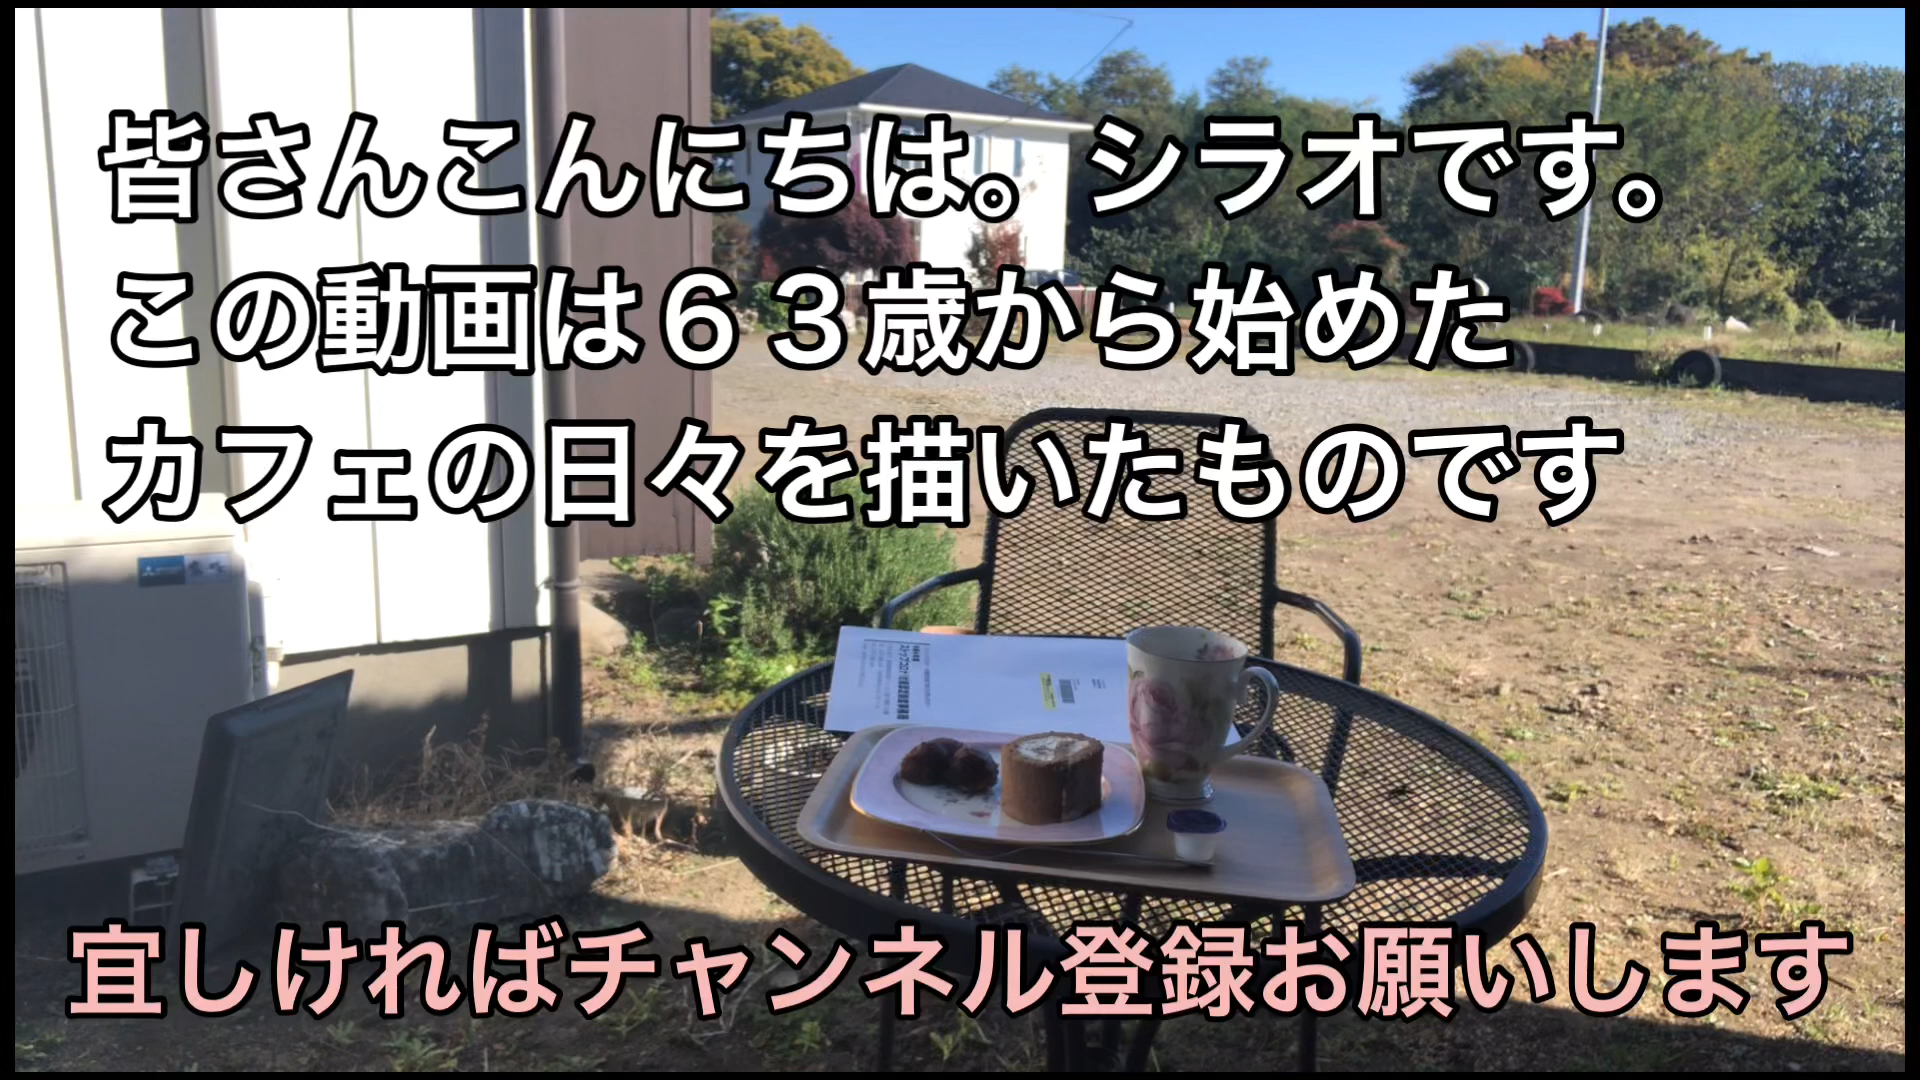 皆さんこんにちは。シラオです。
この動画は６３歳から始めた
カフェの日々を描いたものです
宜しければチャンネル登録お願いします